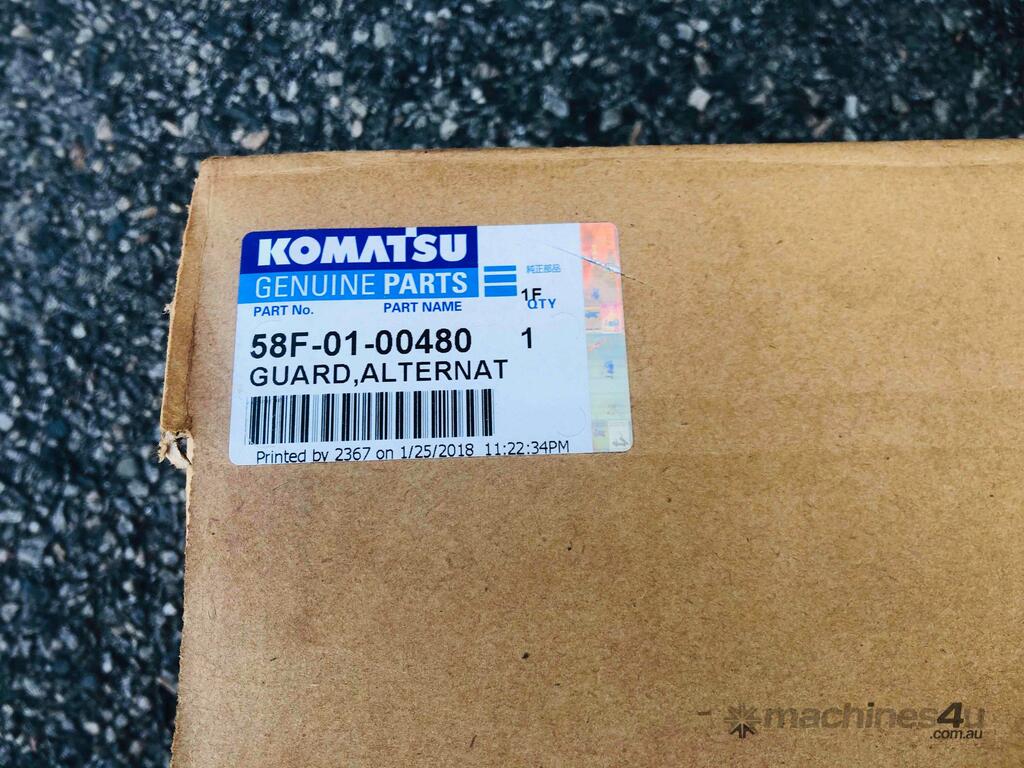 KOMATSU
GENUINE PARTS
純正部品
PART No. PART NAME
1F
QTY
58F-01-00480 1
GUARD,ALTERNAT
Printed by 2367 on 1/25/2018 11:22:34PM
machines4u
.com.au